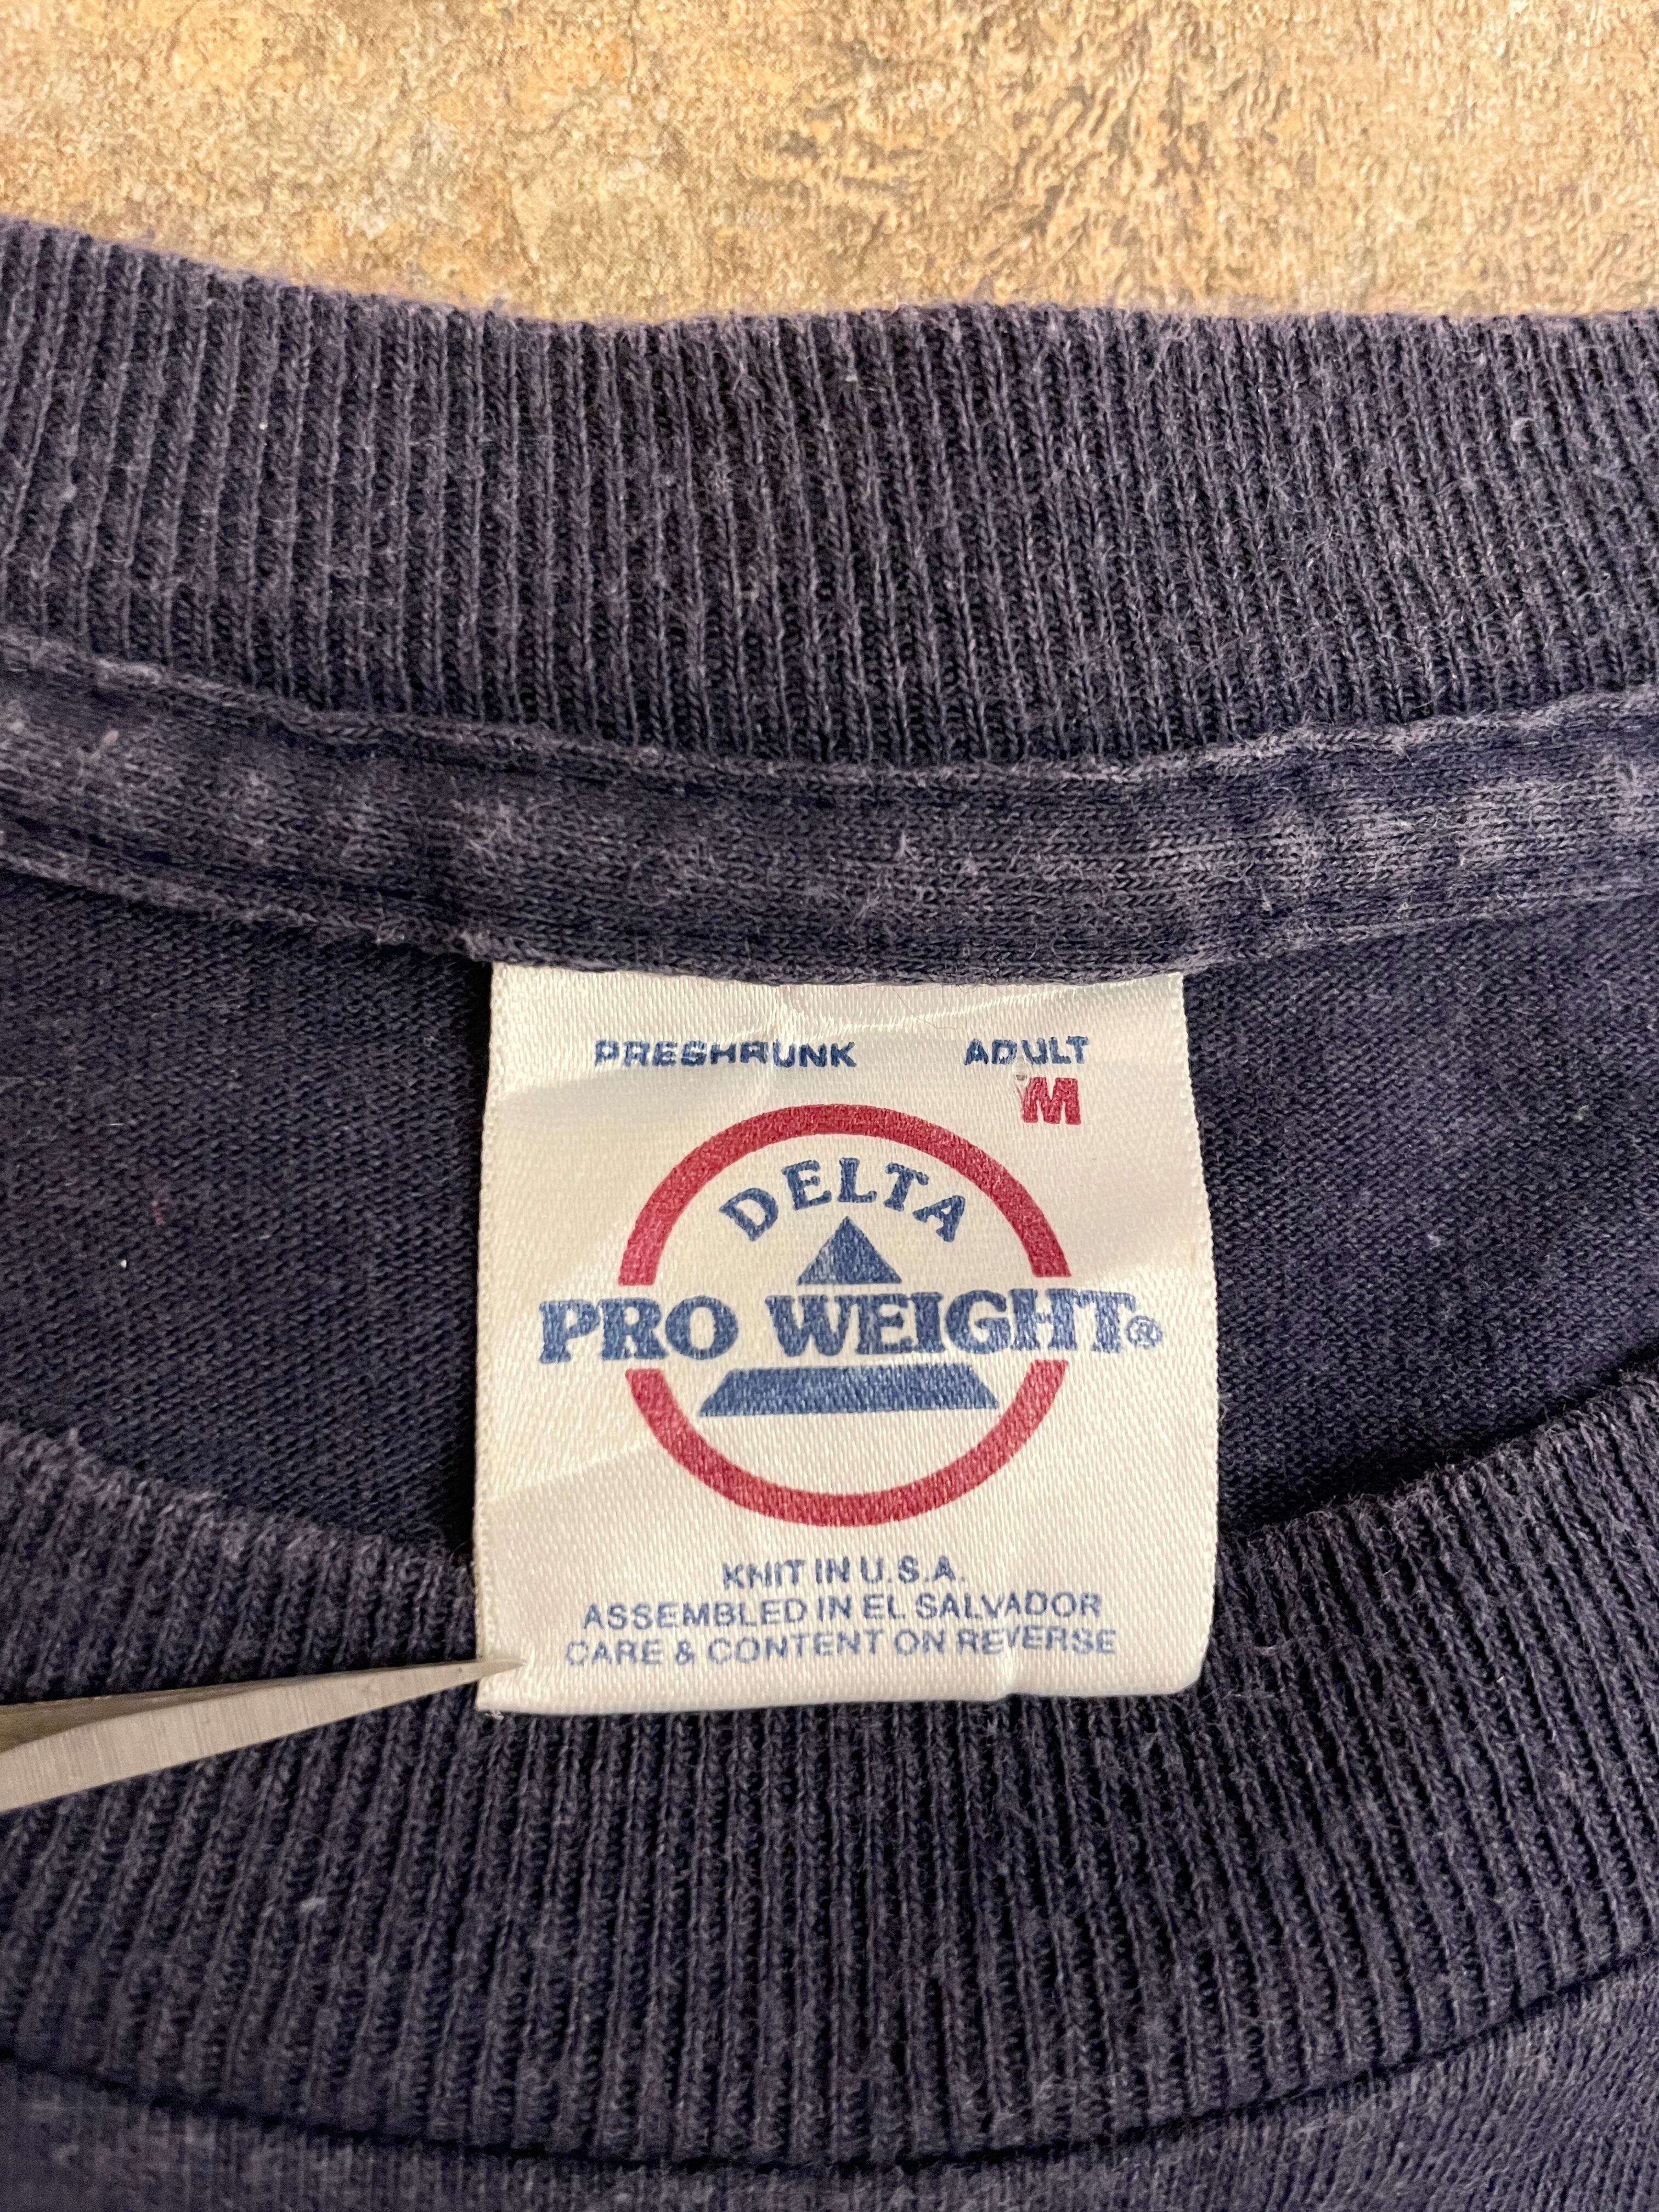 PRESHRUNK ADULT
M
DELTA
PRO WEIGHT®
KNIT IN U.S.A.
ASSEMBLED IN EL SALVADOR
CARE & CONTENT ON REVERSE